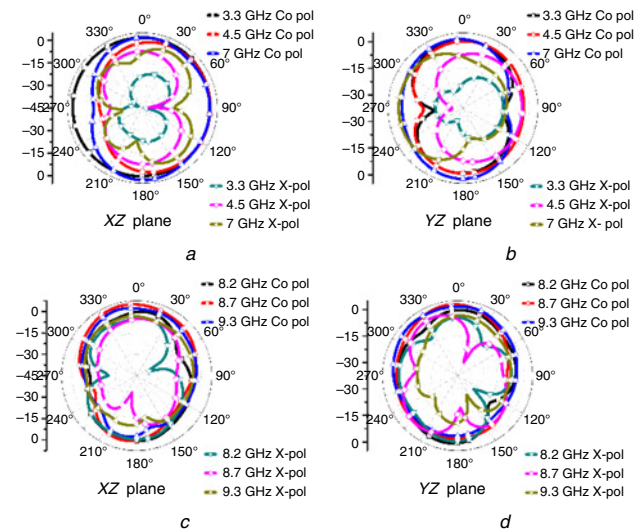 0° 3.3 GHz Co pol
330° 30° 4.5 GHz Co pol
0 300° 60° 7 GHz Co pol
−15
−30
−45 270° 90°
−30
−15 240° 120°
0 210° 180° 150°
3.3 GHz X-pol
4.5 GHz X-pol
7 GHz X-pol
XZ plane
a
0° 3.3 GHz Co pol
330° 30° 4.5 GHz Co pol
0 300° 60° 7 GHz Co pol
−15
−30
−45 270° 90°
−30
−15 240° 120°
0 210° 180° 150°
3.3 GHz X-pol
4.5 GHz X-pol
7 GHz X- pol
YZ plane
b
0° 8.2 GHz Co pol
330° 30° 8.7 GHz Co pol
0 300° 60° 9.3 GHz Co pol
−15
−30
−45 270° 90°
−30
−15 240° 120°
0 210° 180° 150°
8.2 GHz X-pol
8.7 GHz X-pol
9.3 GHz X-pol
XZ plane
c
0° 8.2 GHz Co pol
330° 30° 8.7 GHz Co pol
0 300° 60° 9.3 GHz Co pol
−15
−30
−45 270° 90°
−30
−15 240° 120°
0 210° 180° 150°
8.2 GHz X-pol
8.7 GHz X-pol
9.3 GHz X-pol
YZ plane
d